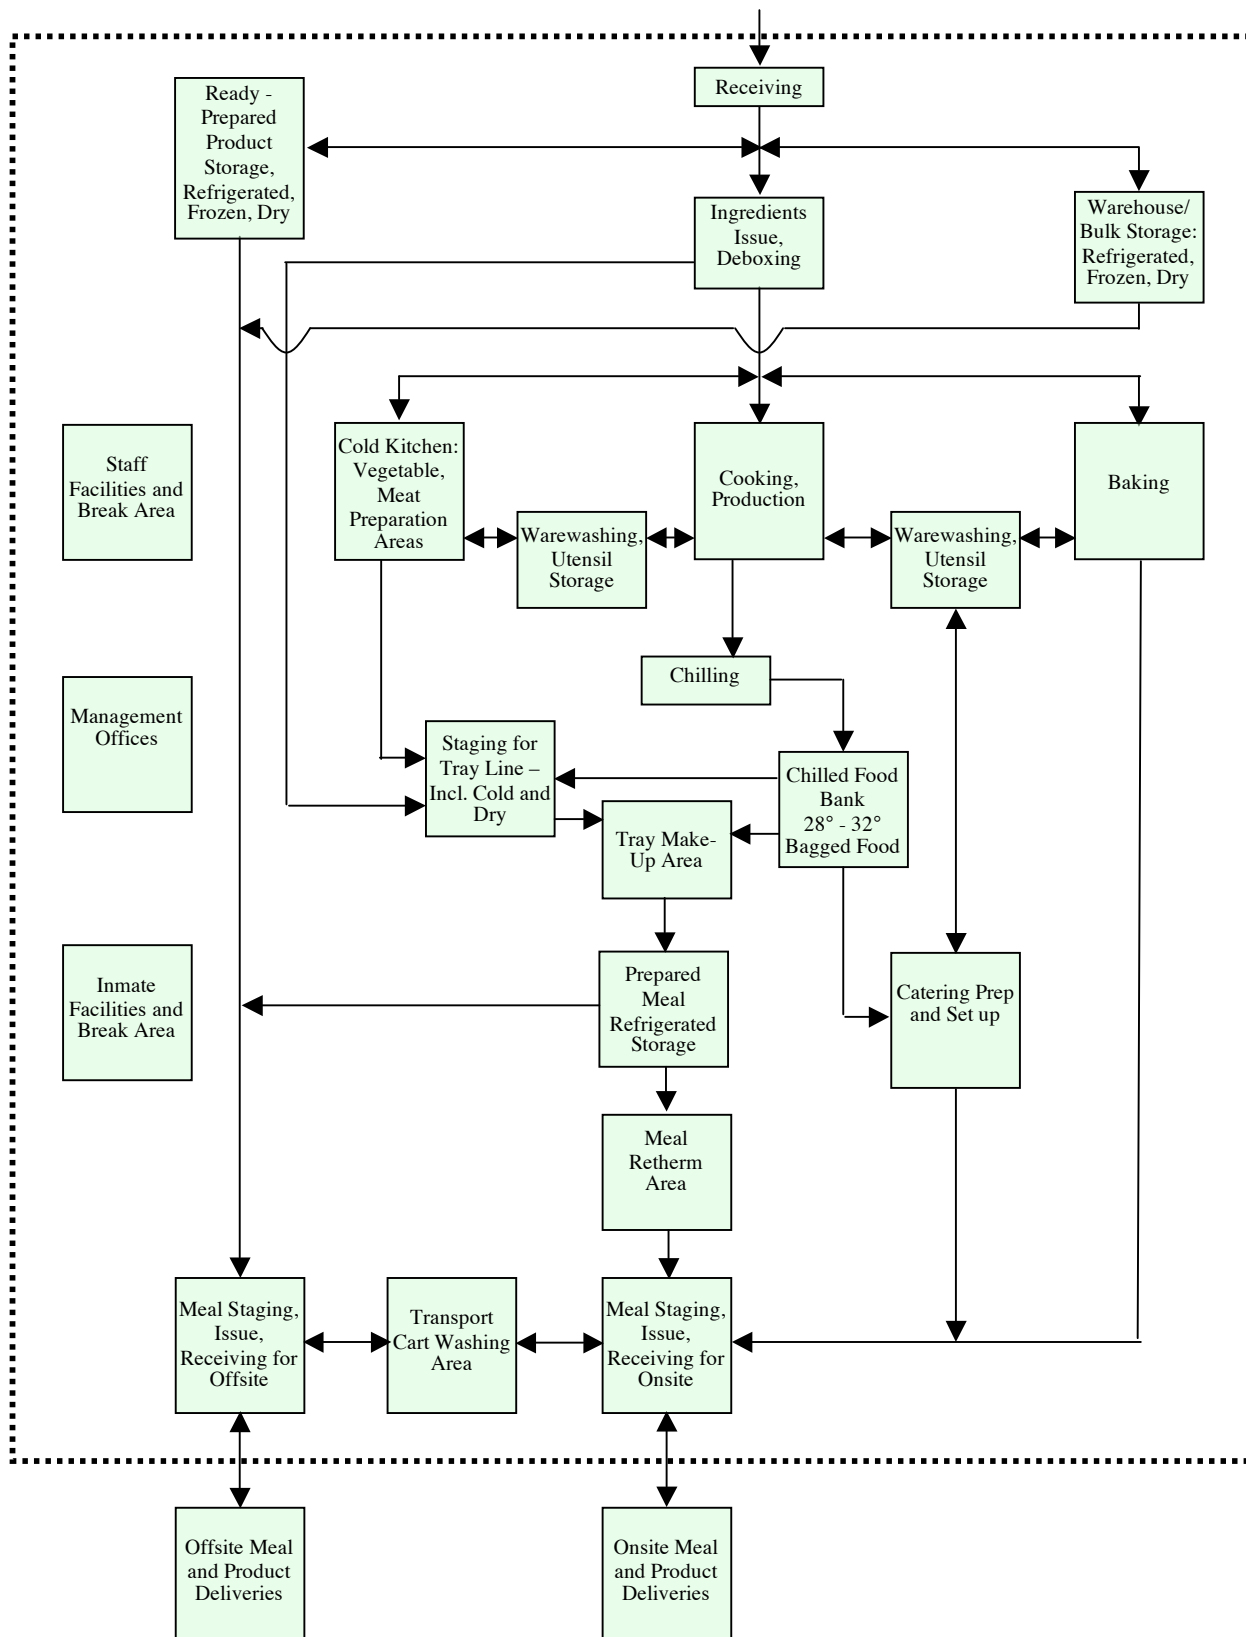 Receiving
Ready -
Prepared
Product
Storage,
Refrigerated,
Frozen, Dry
Ingredients
Issue,
Deboxing
Warehouse/
Bulk Storage:
Refrigerated,
Frozen, Dry
Staff
Facilities and
Break Area
Cold Kitchen:
Vegetable,
Meat
Preparation
Areas
Warewashing,
Utensil
Storage
Cooking,
Production
Warewashing,
Utensil
Storage
Baking
Chilling
Management
Offices
Staging for
Tray Line –
Incl. Cold and
Dry
Tray Make-
Up Area
Chilled Food
Bank
28° - 32°
Bagged Food
Inmate
Facilities and
Break Area
Prepared
Meal
Refrigerated
Storage
Catering Prep
and Set up
Meal
Retherm
Area
Meal Staging,
Issue,
Receiving for
Offsite
Transport
Cart Washing
Area
Meal Staging,
Issue,
Receiving for
Onsite
Offsite Meal
and Product
Deliveries
Onsite Meal
and Product
Deliveries